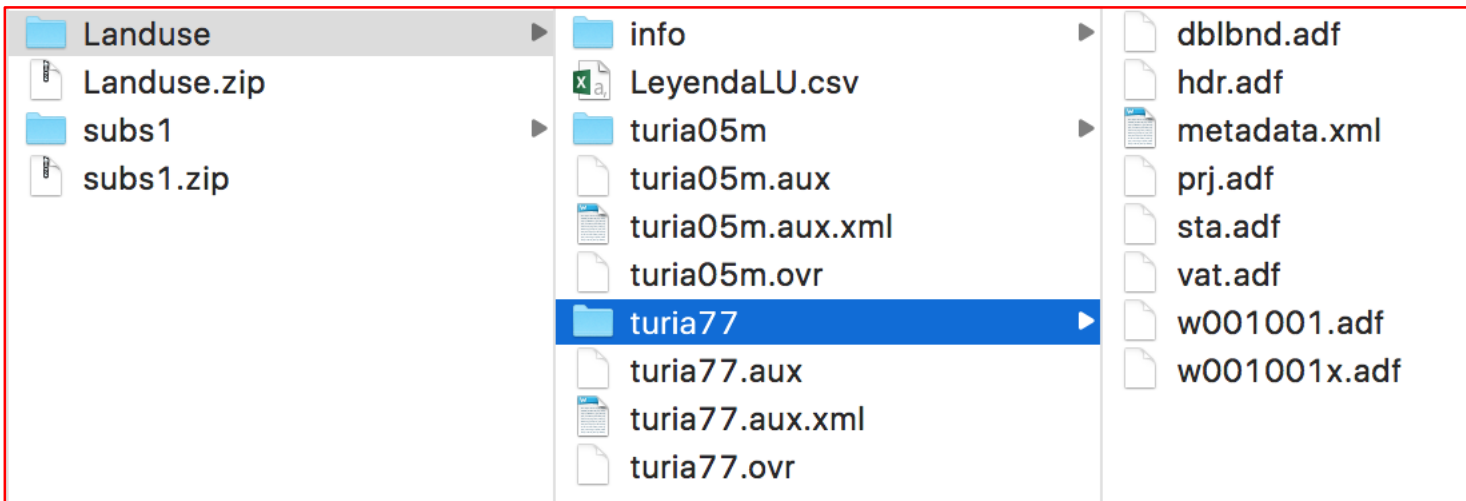 Landuse
Landuse.zip
subs1
subs1.zip
info
LeyendaLU.csv
turia05m
turia05m.aux
turia05m.aux.xml
turia05m.ovr
turia77
turia77.aux
turia77.aux.xml
turia77.ovr
dblbnd.adf
hdr.adf
metadata.xml
prj.adf
sta.adf
vat.adf
w001001.adf
w001001x.adf